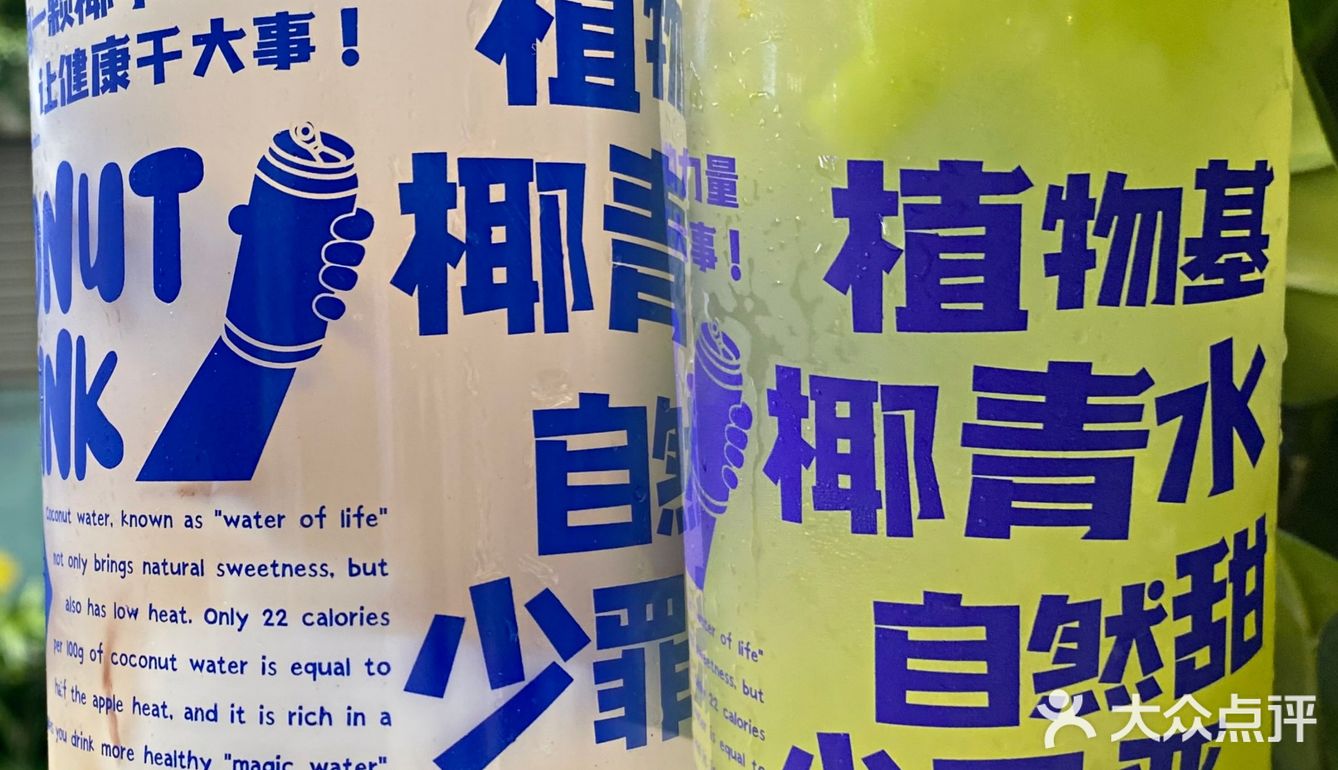 让健康干大事！
NUT
NK
coconut water, known as "water of life"
not only brings natural sweetness, but
also has low heat. Only 22 calories
per 100g of coconut water is equal to
half the apple heat, and it is rich in a
you drink more healthy "magic water"
植物
椰青
自然
少罪
力量
事！
of life"
but
22 calories
is equal to
植物基
椰青水
自然甜
大众点评